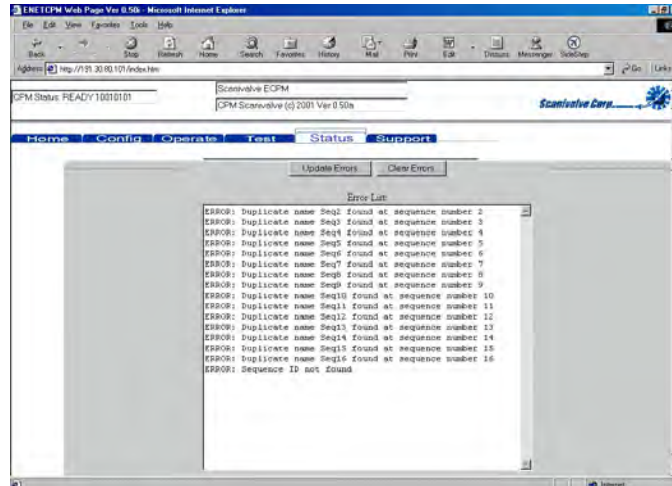 ENETCPM Web Page Ver 0.50i - Microsoft Internet Explorer
File Edit View Favorites Tools Help
Back Stop Refresh Home Search Favorites History Mail Print Edit Discuss Messenger SideStep
Address http://191.30.80.101/index.htm Go Links
CPM Status: READY 10010101
Scanivalve ECPM
CPM Scanivalve (c) 2001 Ver 0.50a
Scanivalve Corp.
Home Config Operate Test Status Support
Update Errors Clear Errors
Error List
ERROR: Duplicate name Seq2 found at sequence number 2
ERROR: Duplicate name Seq3 found at sequence number 3
ERROR: Duplicate name Seq4 found at sequence number 4
ERROR: Duplicate name Seq5 found at sequence number 5
ERROR: Duplicate name Seq6 found at sequence number 6
ERROR: Duplicate name Seq7 found at sequence number 7
ERROR: Duplicate name Seq8 found at sequence number 8
ERROR: Duplicate name Seq9 found at sequence number 9
ERROR: Duplicate name Seq10 found at sequence number 10
ERROR: Duplicate name Seq11 found at sequence number 11
ERROR: Duplicate name Seq12 found at sequence number 12
ERROR: Duplicate name Seq13 found at sequence number 13
ERROR: Duplicate name Seq14 found at sequence number 14
ERROR: Duplicate name Seq15 found at sequence number 15
ERROR: Duplicate name Seq16 found at sequence number 16
ERROR: Sequence ID not found
Internet